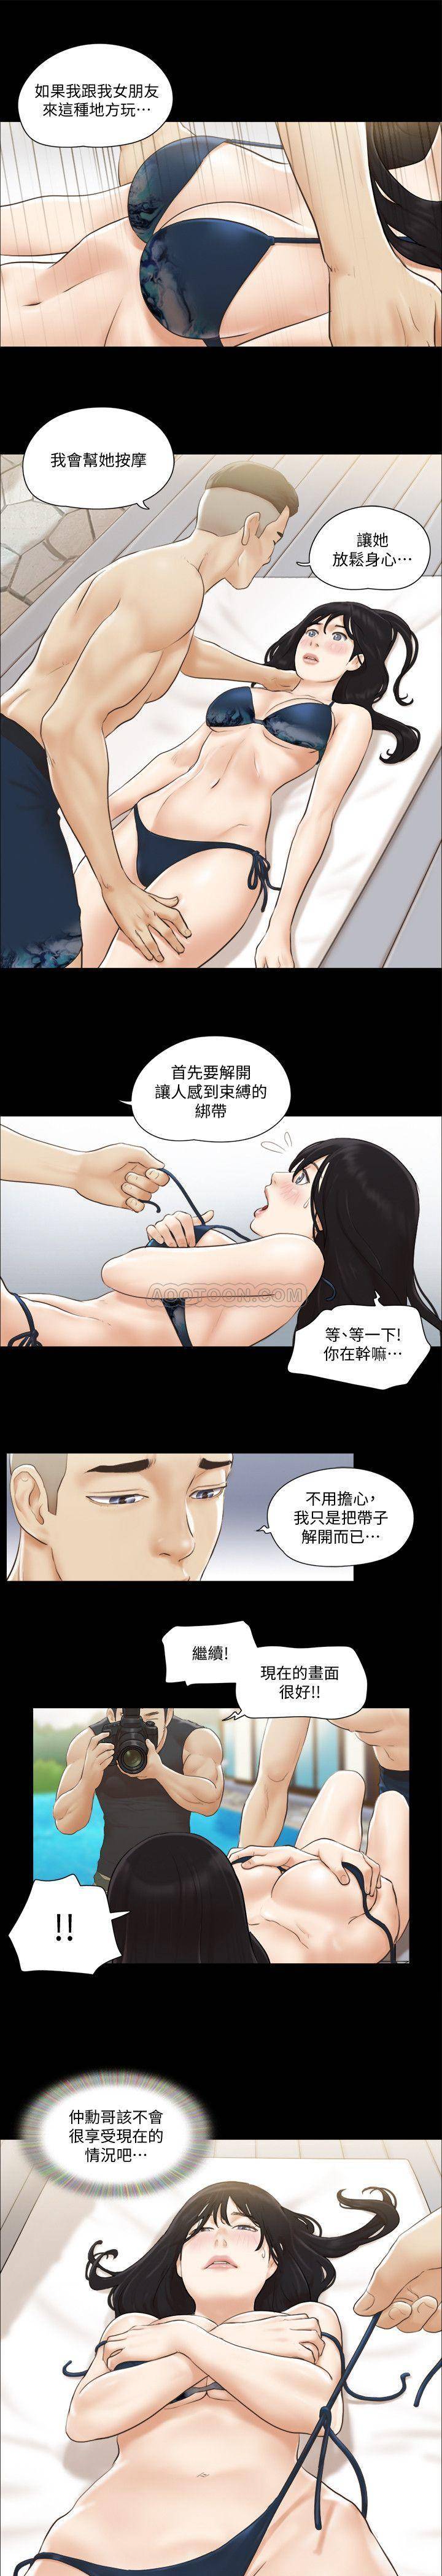 如果我跟我女朋友
來這種地方玩…
我會幫她按摩
讓她
放鬆身心…
首先要解開
讓人感到束縛的
綁帶
AQQTOON.COM
等、等一下!
你在幹嘛…
不用擔心，
我只是把帶子
解開而已…
繼續!
現在的畫面
很好!!
!!
仲勳哥該不會
很享受現在的
情況吧…